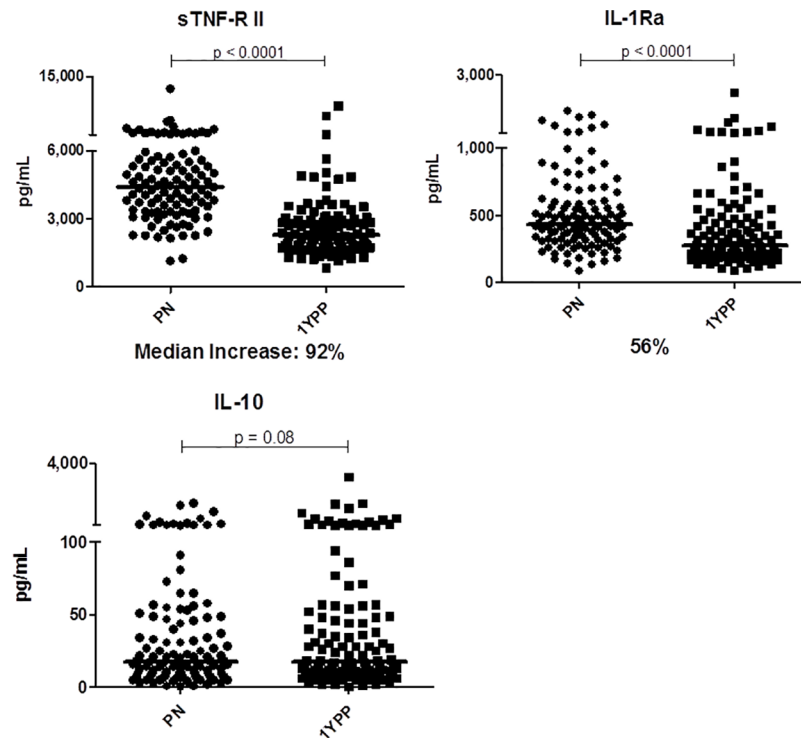 sTNF-R II
p < 0.0001
15,000
6,000
3,000
0
pg/mL
PN
1YPP
Median Increase: 92%
IL-1Ra
p < 0.0001
3,000
1,000
500
0
pg/mL
PN
1YPP
56%
IL-10
p = 0.08
4,000
100
50
0
pg/mL
PN
1YPP